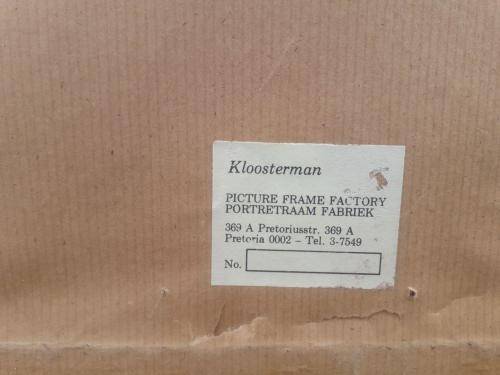 Kloosterman
PICTURE FRAME FACTORY
PORTRETRAAM FABRIEK
369 A Pretoriusstr. 369 A
Pretoria 0002 – Tel. 3-7549
No.